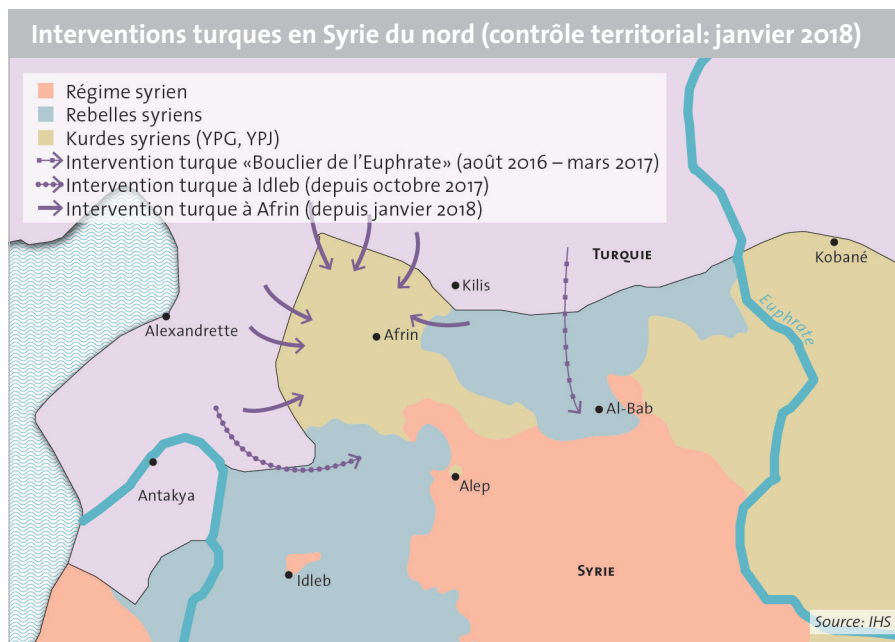 Interventions turques en Syrie du nord (contrôle territorial: janvier 2018)
Régime syrien
Rebelles syriens
Kurdes syriens (YPG, YPJ)
Intervention turque «Bouclier de l’Euphrate» (août 2016 – mars 2017)
Intervention turque à Idleb (depuis octobre 2017)
Intervention turque à Afrin (depuis janvier 2018)
TURQUIE
Kobané
Kilis
Euphrate
Alexandrette
Afrin
Al-Bab
Antakya
Alep
Idleb
SYRIE
Source: IHS